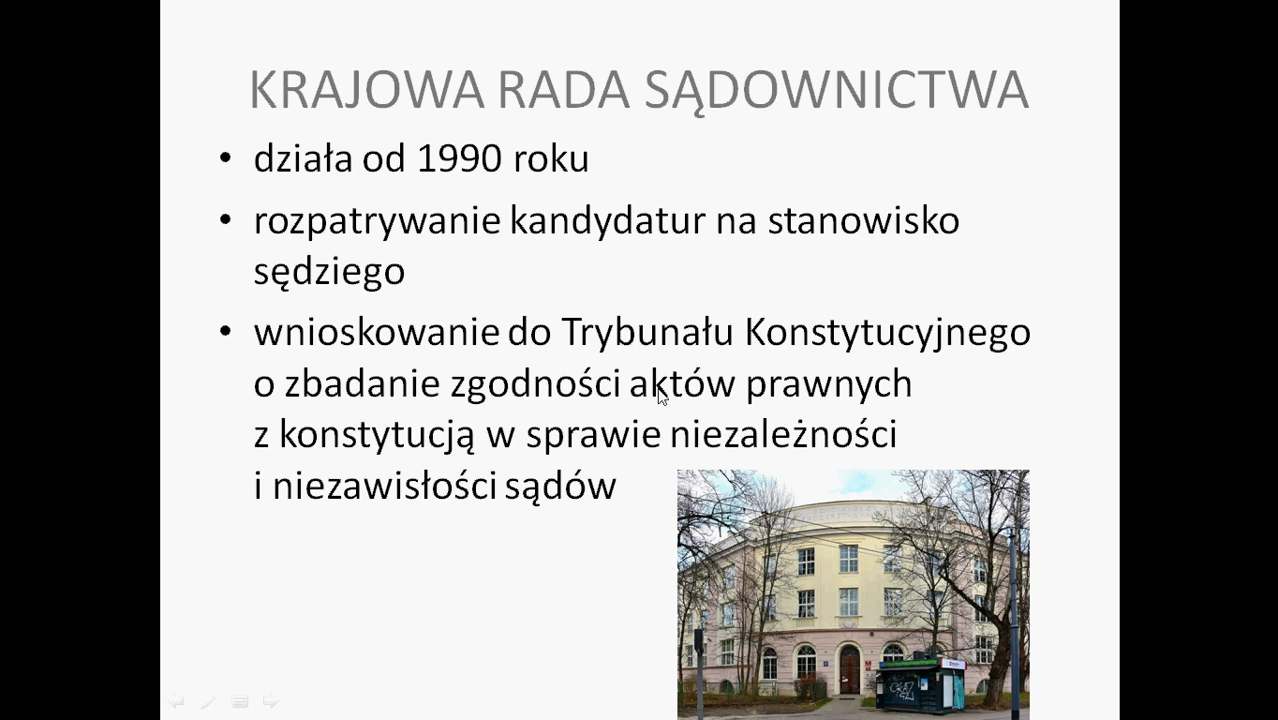 KRAJOWA RADA SĄDOWNICTWA
• działa od 1990 roku
• rozpatrywanie kandydatur na stanowisko
sędziego
• wnioskowanie do Trybunału Konstytucyjnego
o zbadanie zgodności aktów prawnych
z konstytucją w sprawie niezależności
i niezawisłości sądów